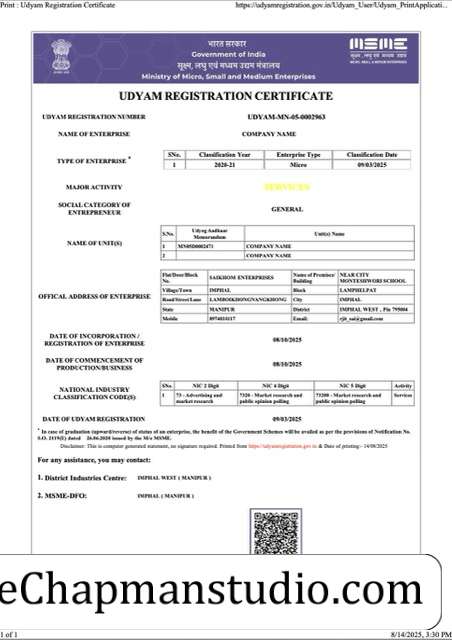 Print : Udyam Registration Certificate
https://udyamregistration.gov.in/Udyam_User/Udyam_PrintApplicati...
भारत सरकार
Government of India
सूक्ष्म, लघु एवं मध्यम उद्यम मंत्रालय
Ministry of Micro, Small and Medium Enterprises
MSME
सूक्ष्म, लघु एवं मध्यम उद्यम
MICRO, SMALL & MEDIUM ENTERPRISES
UDYAM REGISTRATION CERTIFICATE
UDYAM REGISTRATION NUMBER UDYAM-MN-05-0002963
NAME OF ENTERPRISE COMPANY NAME
TYPE OF ENTERPRISE *
SNo. Classification Year Enterprise Type Classification Date
1 2020-21 Micro 09/03/2025
MAJOR ACTIVITY SERVICES
SOCIAL CATEGORY OF
ENTREPRENEUR
GENERAL
NAME OF UNIT(S)
S.No. Udyog Aadhaar
Memorandum
Unit(s) Name
1 MN05D0002471 COMPANY NAME
2 COMPANY NAME
OFFICAL ADDRESS OF ENTERPRISE
Flat/Door/Block
No.
SAIKHOM ENTERPRISES
Name of Premises/
Building
NEAR CITY
MONTESHWORI SCHOOL
Village/Town IMPHAL Block LAMPHELPAT
Road/Street/Lane LAMBOIKHONGNANGKHONG City IMPHAL
State MANIPUR District IMPHAL WEST , Pin 795004
Mobile Email:
DATE OF INCORPORATION /
REGISTRATION OF ENTERPRISE
08/10/2025
DATE OF COMMENCEMENT OF
PRODUCTION/BUSINESS
08/10/2025
NATIONAL INDUSTRY
CLASSIFICATION CODE(S)
SNo. NIC 2 Digit NIC 4 Digit NIC 5 Digit Activity
1 73 - Advertising and
market research
7320 - Market research and
public opinion polling
73200 - Market research and
public opinion polling
Services
DATE OF UDYAM REGISTRATION 09/03/2025
* In case of graduation (upward/reverse) of status of an enterprise, the benefit of the Government Schemes will be availed as per the provisions of Notification No.
S.O. 2119(E) dated 26.06.2020 issued by the M/o MSME.
Disclaimer: This is computer generated statement, no signature required. Printed from https://udyamregistration.gov.in & Date of printing:- 14/08/2025
For any assistance, you may contact:
1. District Industries Centre: IMPHAL WEST ( MANIPUR )
2. MSME-DFO: IMPHAL ( MANIPUR )
eChapmanstudio.com
1 of 1
8/14/2025, 3:30 PM